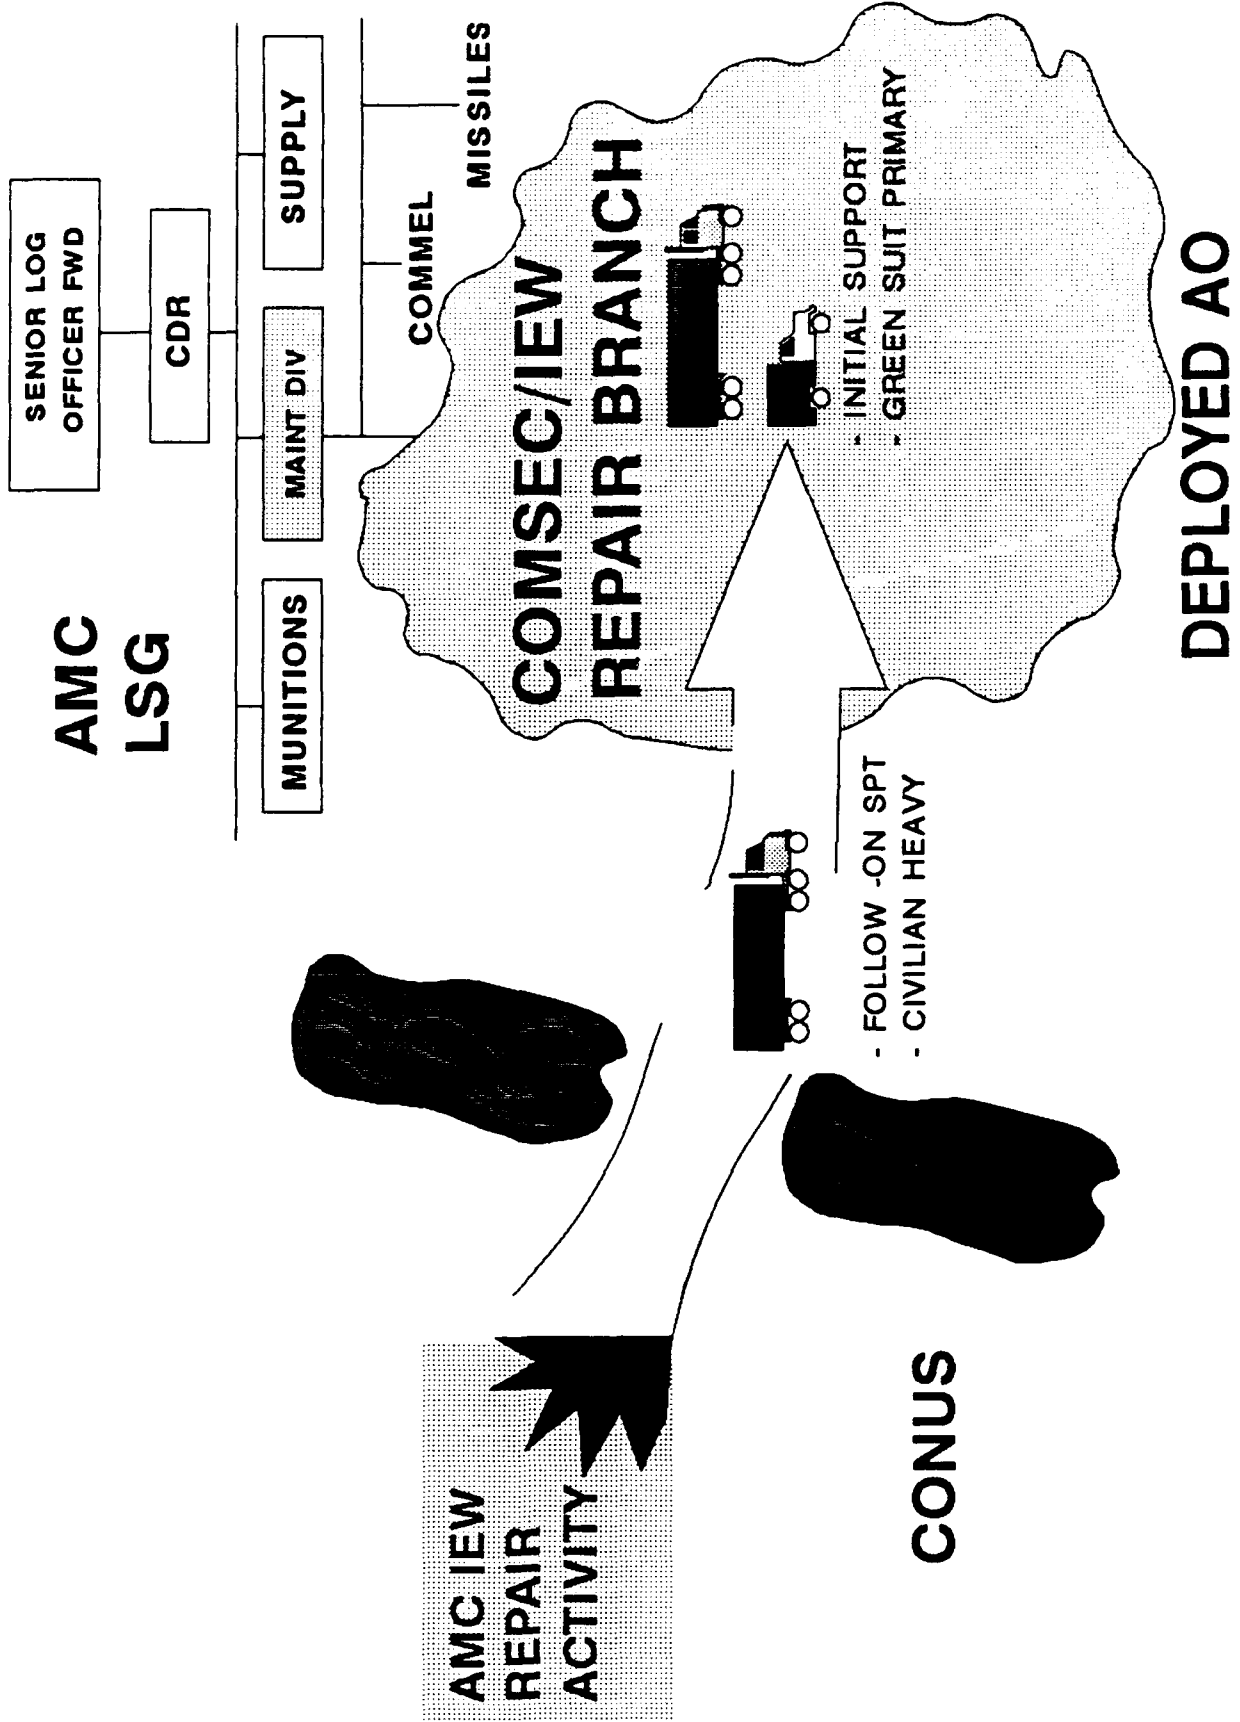 AMC
LSG
SENIOR LOG
OFFICER FWD
CDR
MUNITIONS
MAINT DIV
SUPPLY
COMMEL
MISSILES
AMC IEW
REPAIR
ACTIVITY
COMSEC/IEW
REPAIR BRANCH
- FOLLOW -ON SPT
- CIVILIAN HEAVY
- INITIAL SUPPORT
- GREEN SUIT PRIMARY
CONUS
DEPLOYED AO